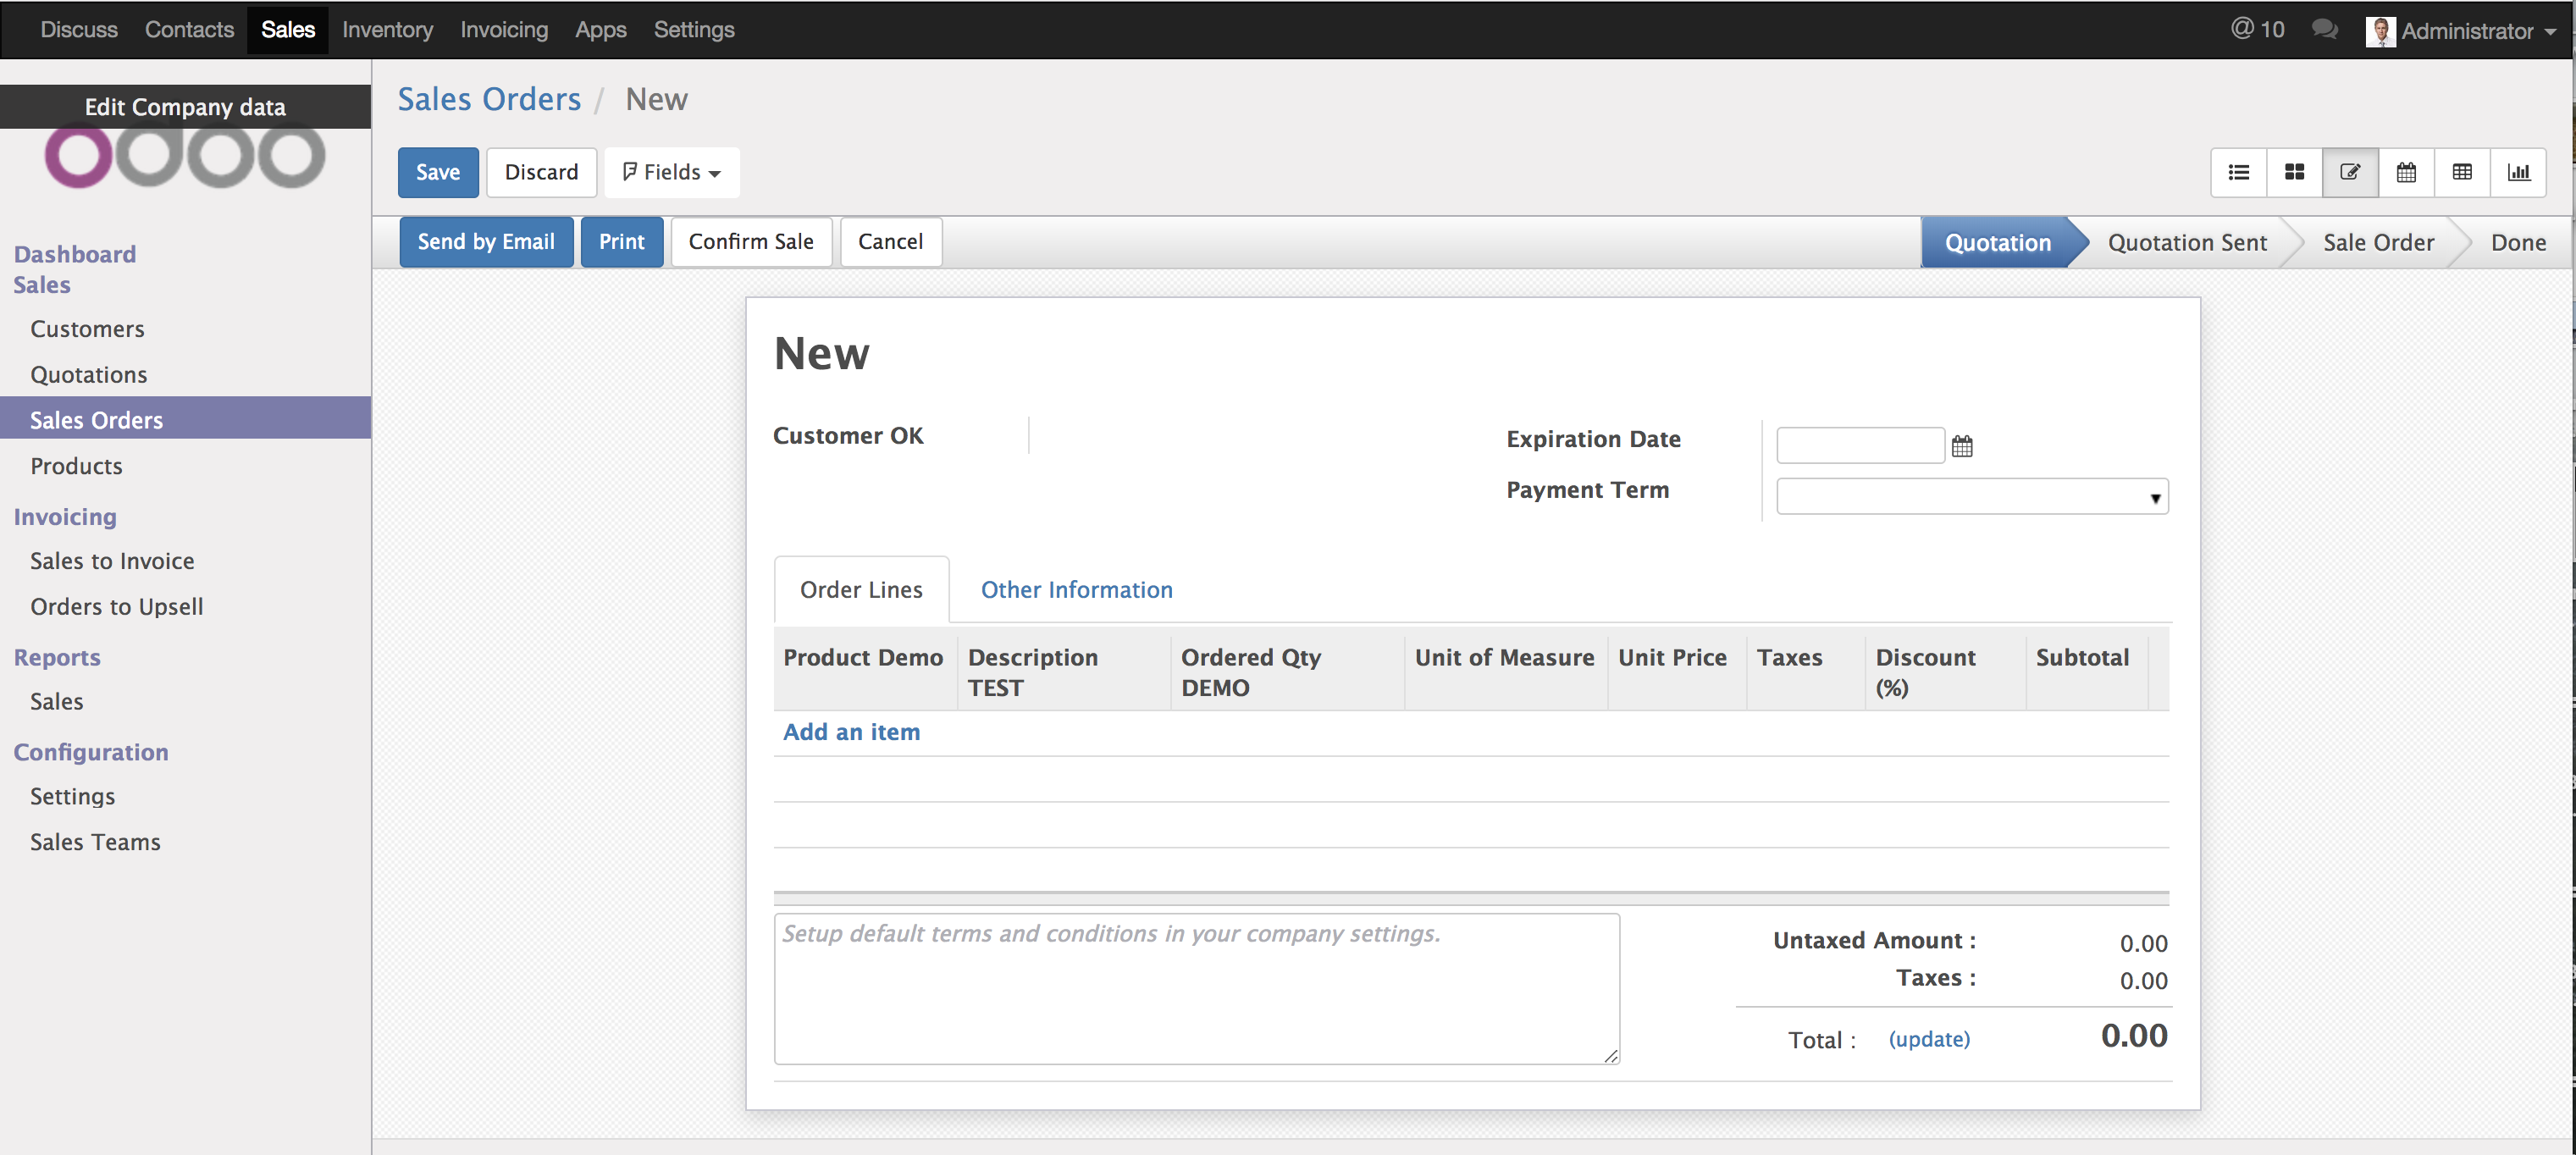 Discuss Contacts Sales Inventory Invoicing Apps Settings @ 10 Administrator
Edit Company data
odoo
Dashboard
Sales
Customers
Quotations
Sales Orders
Products
Invoicing
Sales to Invoice
Orders to Upsell
Reports
Sales
Configuration
Settings
Sales Teams
Sales Orders / New
Save Discard Fields
Send by Email Print Confirm Sale Cancel Quotation Quotation Sent Sale Order Done
New
Customer OK
Expiration Date
Payment Term
Order Lines Other Information
Product Demo Description TEST Ordered Qty DEMO Unit of Measure Unit Price Taxes Discount (%) Subtotal
Add an item
Setup default terms and conditions in your company settings.
Untaxed Amount : 0.00
Taxes : 0.00
Total : (update) 0.00